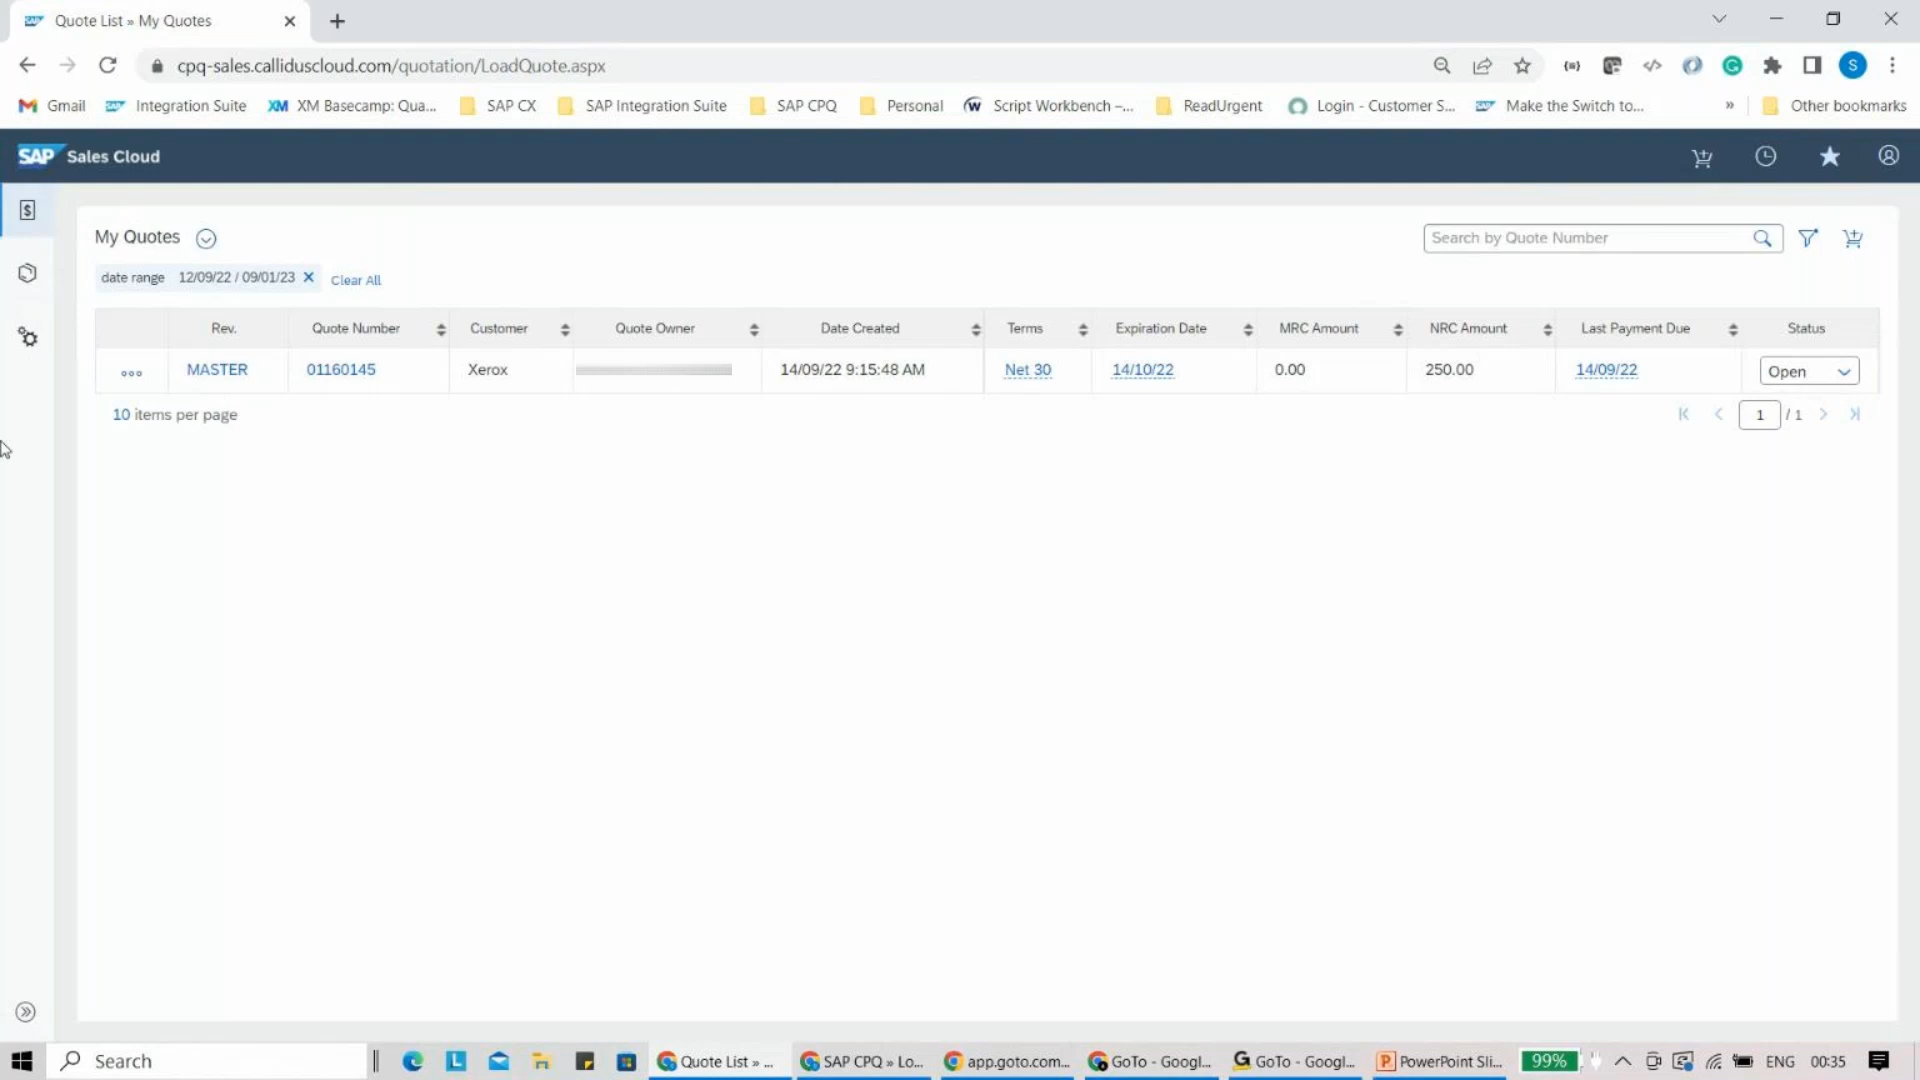 Quote List » My Quotes
cpq-sales.calliduscloud.com/quotation/LoadQuote.aspx
S
Gmail Integration Suite XM XM Basecamp: Qua... SAP CX SAP Integration Suite SAP CPQ Personal Script Workbench –... ReadUrgent Login - Customer S... Make the Switch to... » Other bookmarks
SAP Sales Cloud
My Quotes
Search by Quote Number
date range 12/09/22 / 09/01/23 Clear All
Rev. Quote Number Customer Quote Owner Date Created Terms Expiration Date MRC Amount NRC Amount Last Payment Due Status
MASTER 01160145 Xerox 14/09/22 9:15:48 AM Net 30 14/10/22 0.00 250.00 14/09/22 Open
10 items per page
1 / 1
Search Quote List » ... SAP CPQ » Lo... app.goto.com... GoTo - Googl... GoTo - Googl... PowerPoint Sli... 99% ENG 00:35